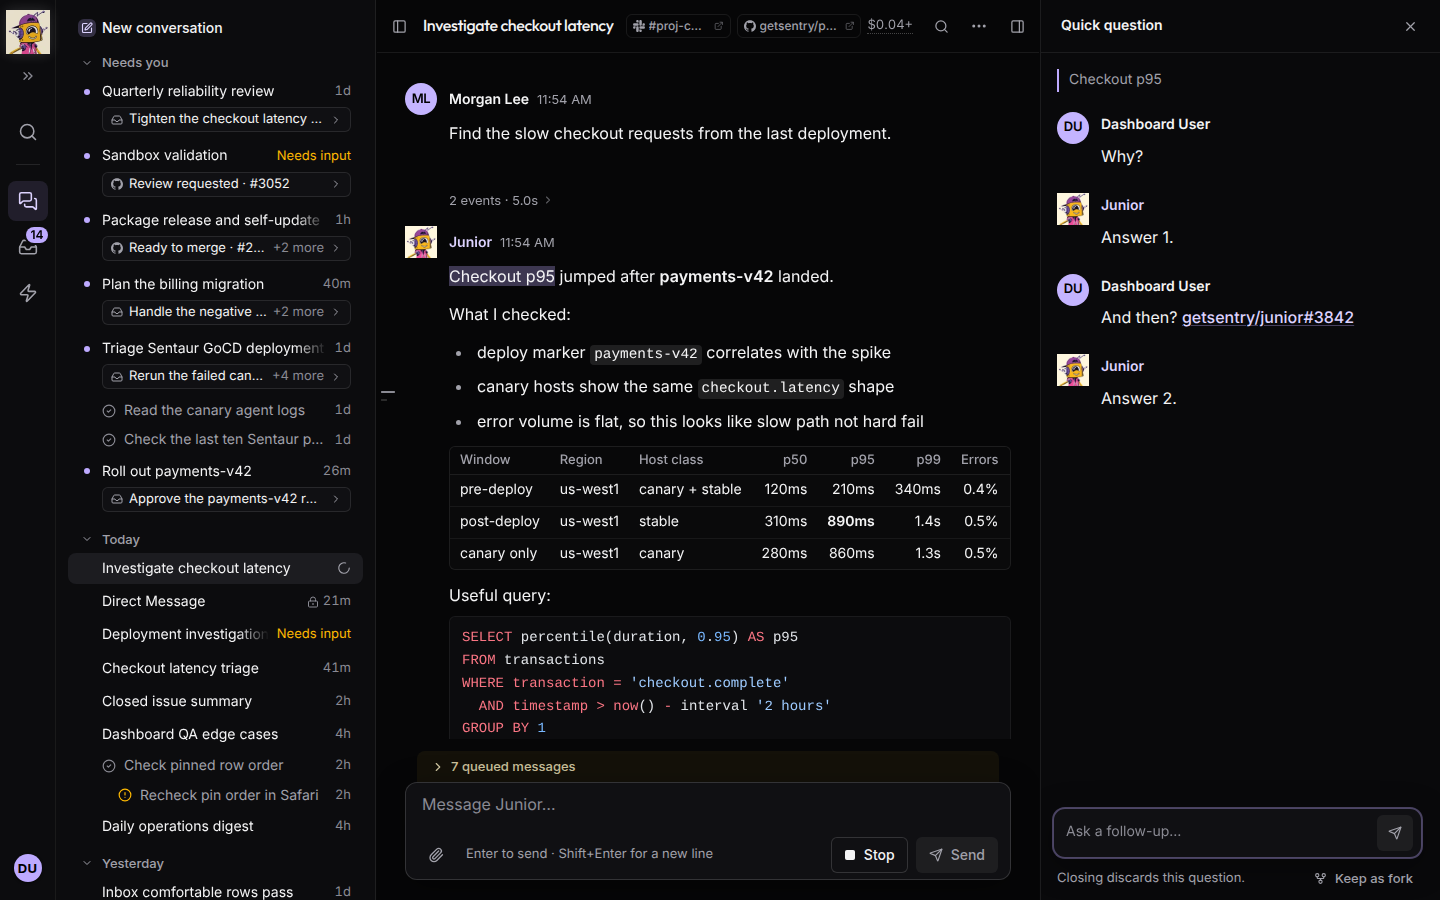 New conversation
Needs you
Quarterly reliability review 1d
Tighten the checkout latency ...
Sandbox validation Needs input
Review requested · #3052
Package release and self-update 1h
Ready to merge · #2... +2 more
Plan the billing migration 40m
Handle the negative ... +2 more
Triage Sentaur GoCD deployment 1d
Rerun the failed can... +4 more
Read the canary agent logs 1d
Check the last ten Sentaur p... 1d
Roll out payments-v42 26m
Approve the payments-v42 r...
Today
Investigate checkout latency
Direct Message 21m
Deployment investigation Needs input
Checkout latency triage 41m
Closed issue summary 2h
Dashboard QA edge cases 4h
Check pinned row order 2h
Recheck pin order in Safari 2h
Daily operations digest 4h
Yesterday
Inbox comfortable rows pass 1d
14
DU
Investigate checkout latency #proj-c... getsentry/p... $0.04+
ML Morgan Lee 11:54 AM
Find the slow checkout requests from the last deployment.
2 events · 5.0s
Junior 11:54 AM
Checkout p95 jumped after payments-v42 landed.
What I checked:
deploy marker payments-v42 correlates with the spike
canary hosts show the same checkout.latency shape
error volume is flat, so this looks like slow path not hard fail
Window Region Host class p50 p95 p99 Errors
pre-deploy us-west1 canary + stable 120ms 210ms 340ms 0.4%
post-deploy us-west1 stable 310ms 890ms 1.4s 0.5%
canary only us-west1 canary 280ms 860ms 1.3s 0.5%
Useful query:
SELECT percentile(duration, 0.95) AS p95
FROM transactions
WHERE transaction = 'checkout.complete'
AND timestamp > now() - interval '2 hours'
GROUP BY 1
7 queued messages
Message Junior...
Enter to send · Shift+Enter for a new line Stop Send
Quick question
Checkout p95
DU Dashboard User
Why?
Junior
Answer 1.
DU Dashboard User
And then? getsentry/junior#3842
Junior
Answer 2.
Ask a follow-up...
Closing discards this question. Keep as fork